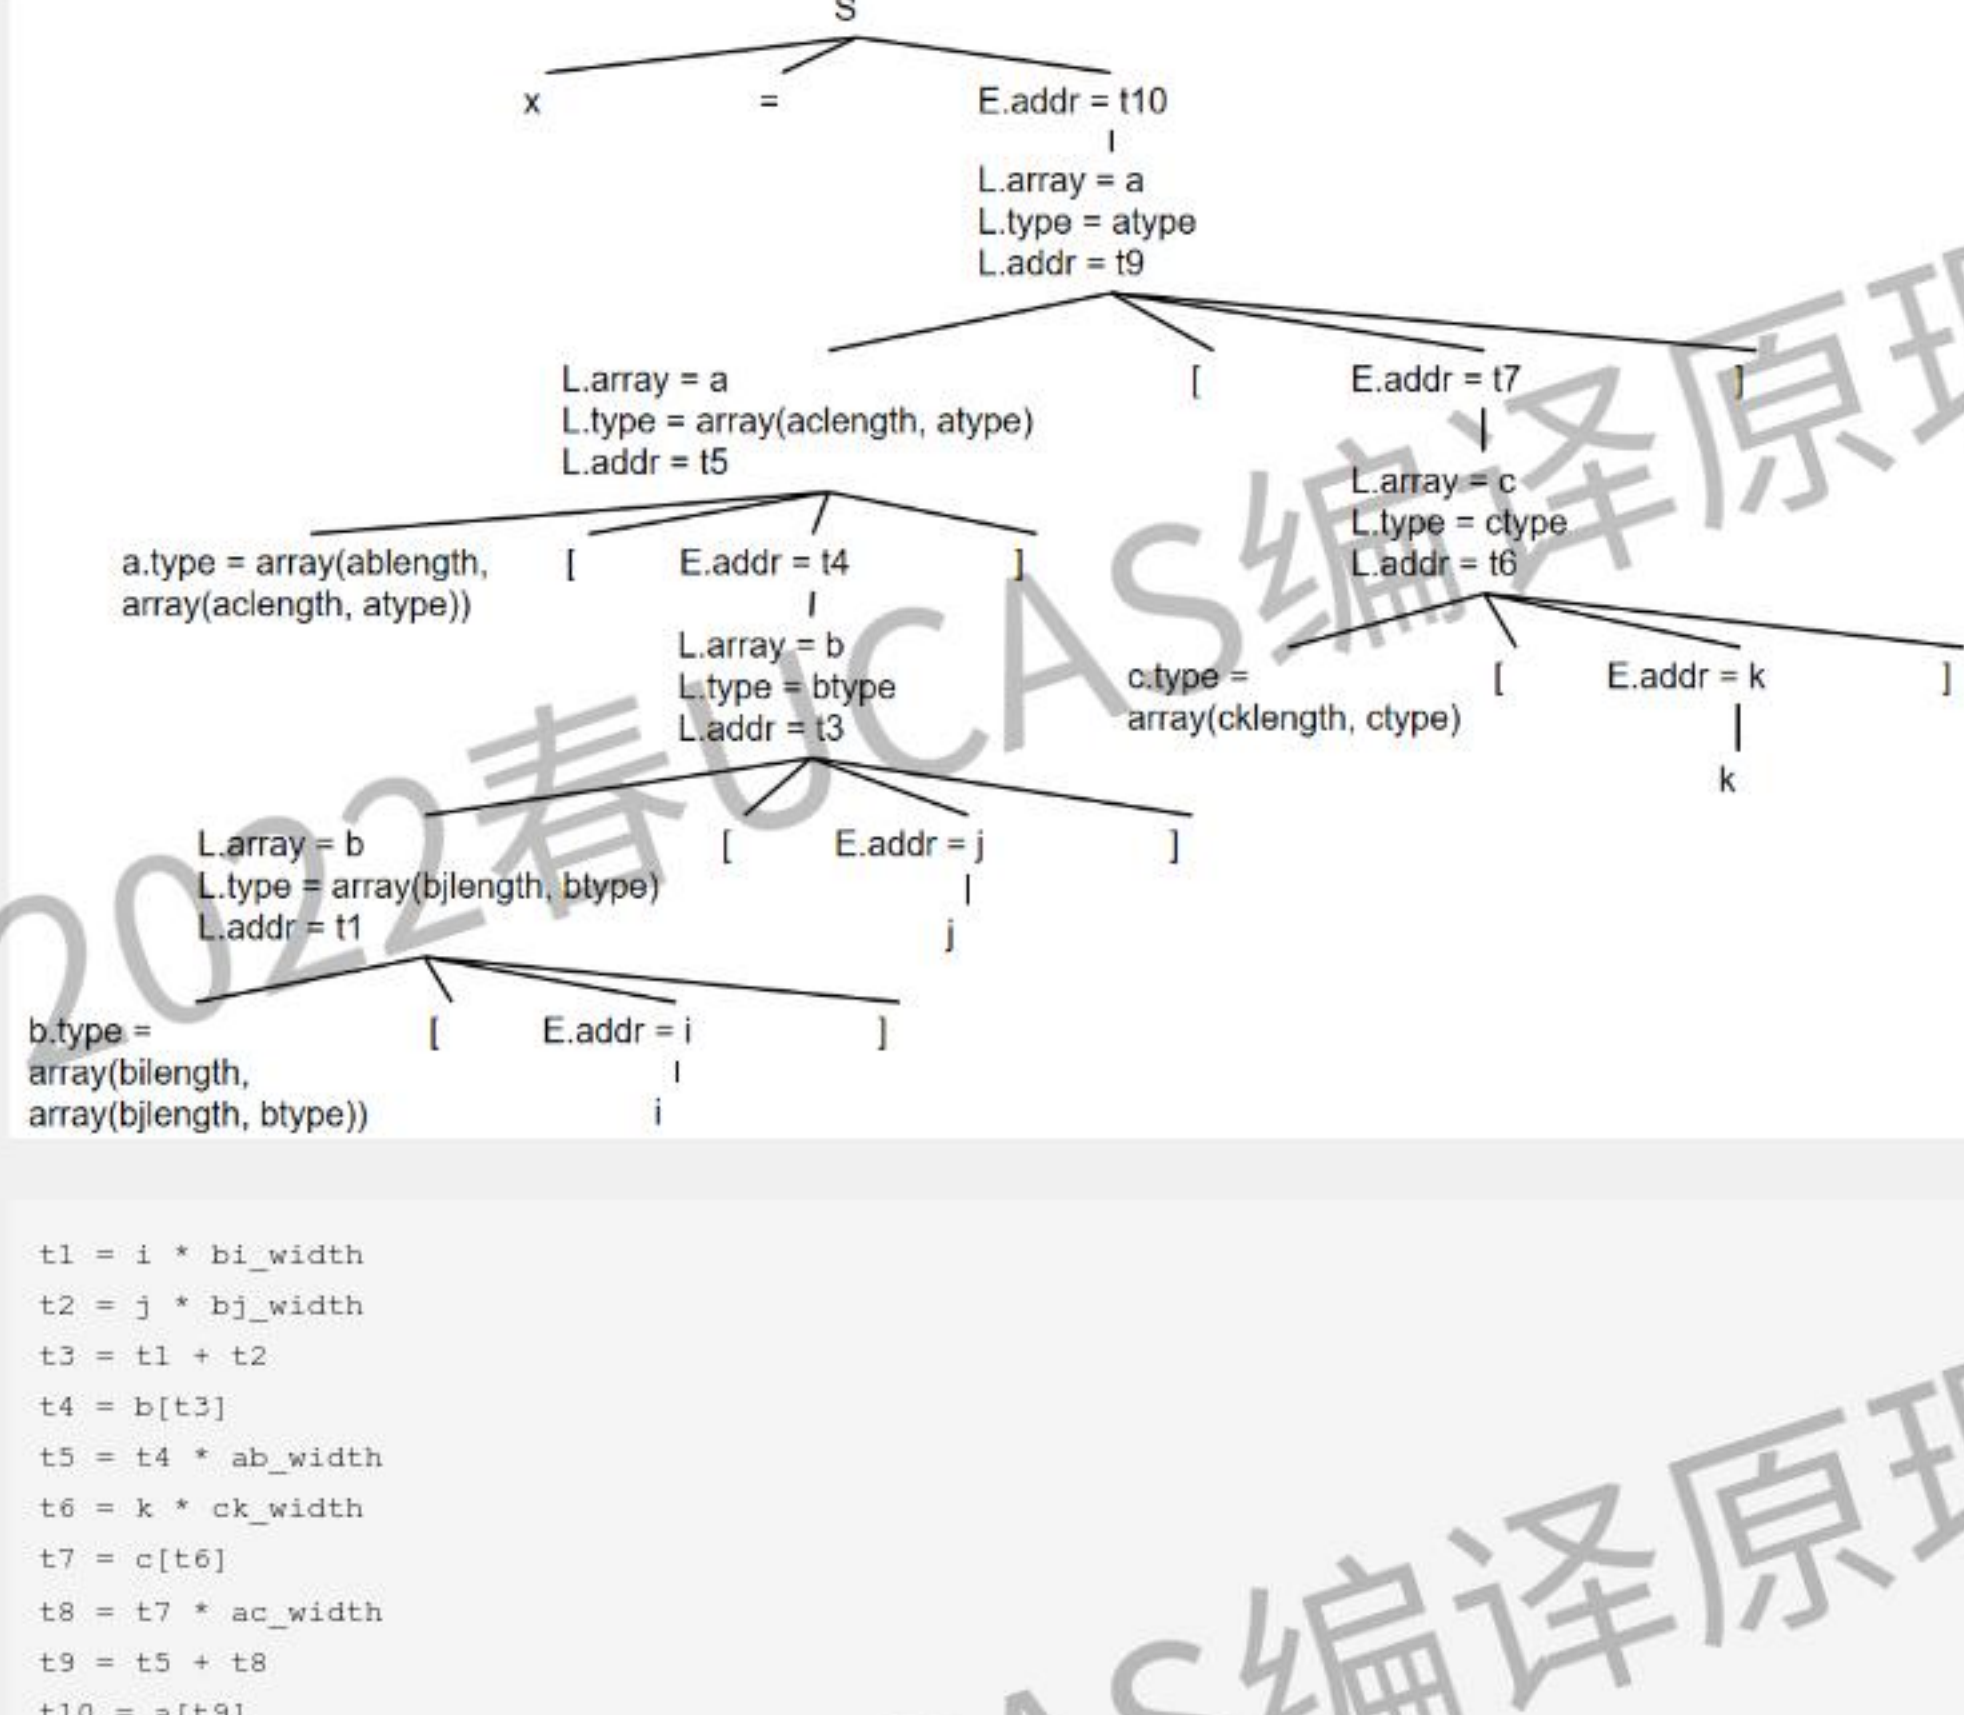 S
x = E.addr = t10
L.array = a
L.type = atype
L.addr = t9
L.array = a
L.type = array(aclength, atype)
L.addr = t5
[ E.addr = t7 ]
L.array = c
L.type = ctype
L.addr = t6
a.type = array(ablength,
array(aclength, atype))
[ E.addr = t4 ]
L.array = b
L.type = btype
L.addr = t3
c.type =
array(cklength, ctype)
[ E.addr = k ]
k
L.array = b
L.type = array(bjlength, btype)
L.addr = t1
[ E.addr = j ]
j
b.type =
array(bilength,
array(bjlength, btype))
[ E.addr = i ]
i
2022春UCAS编译原
t1 = i * bi_width
t2 = j * bj_width
t3 = t1 + t2
t4 = b[t3]
t5 = t4 * ab_width
t6 = k * ck_width
t7 = c[t6]
t8 = t7 * ac_width
t9 = t5 + t8
t10 = a[t9]
AS编译原